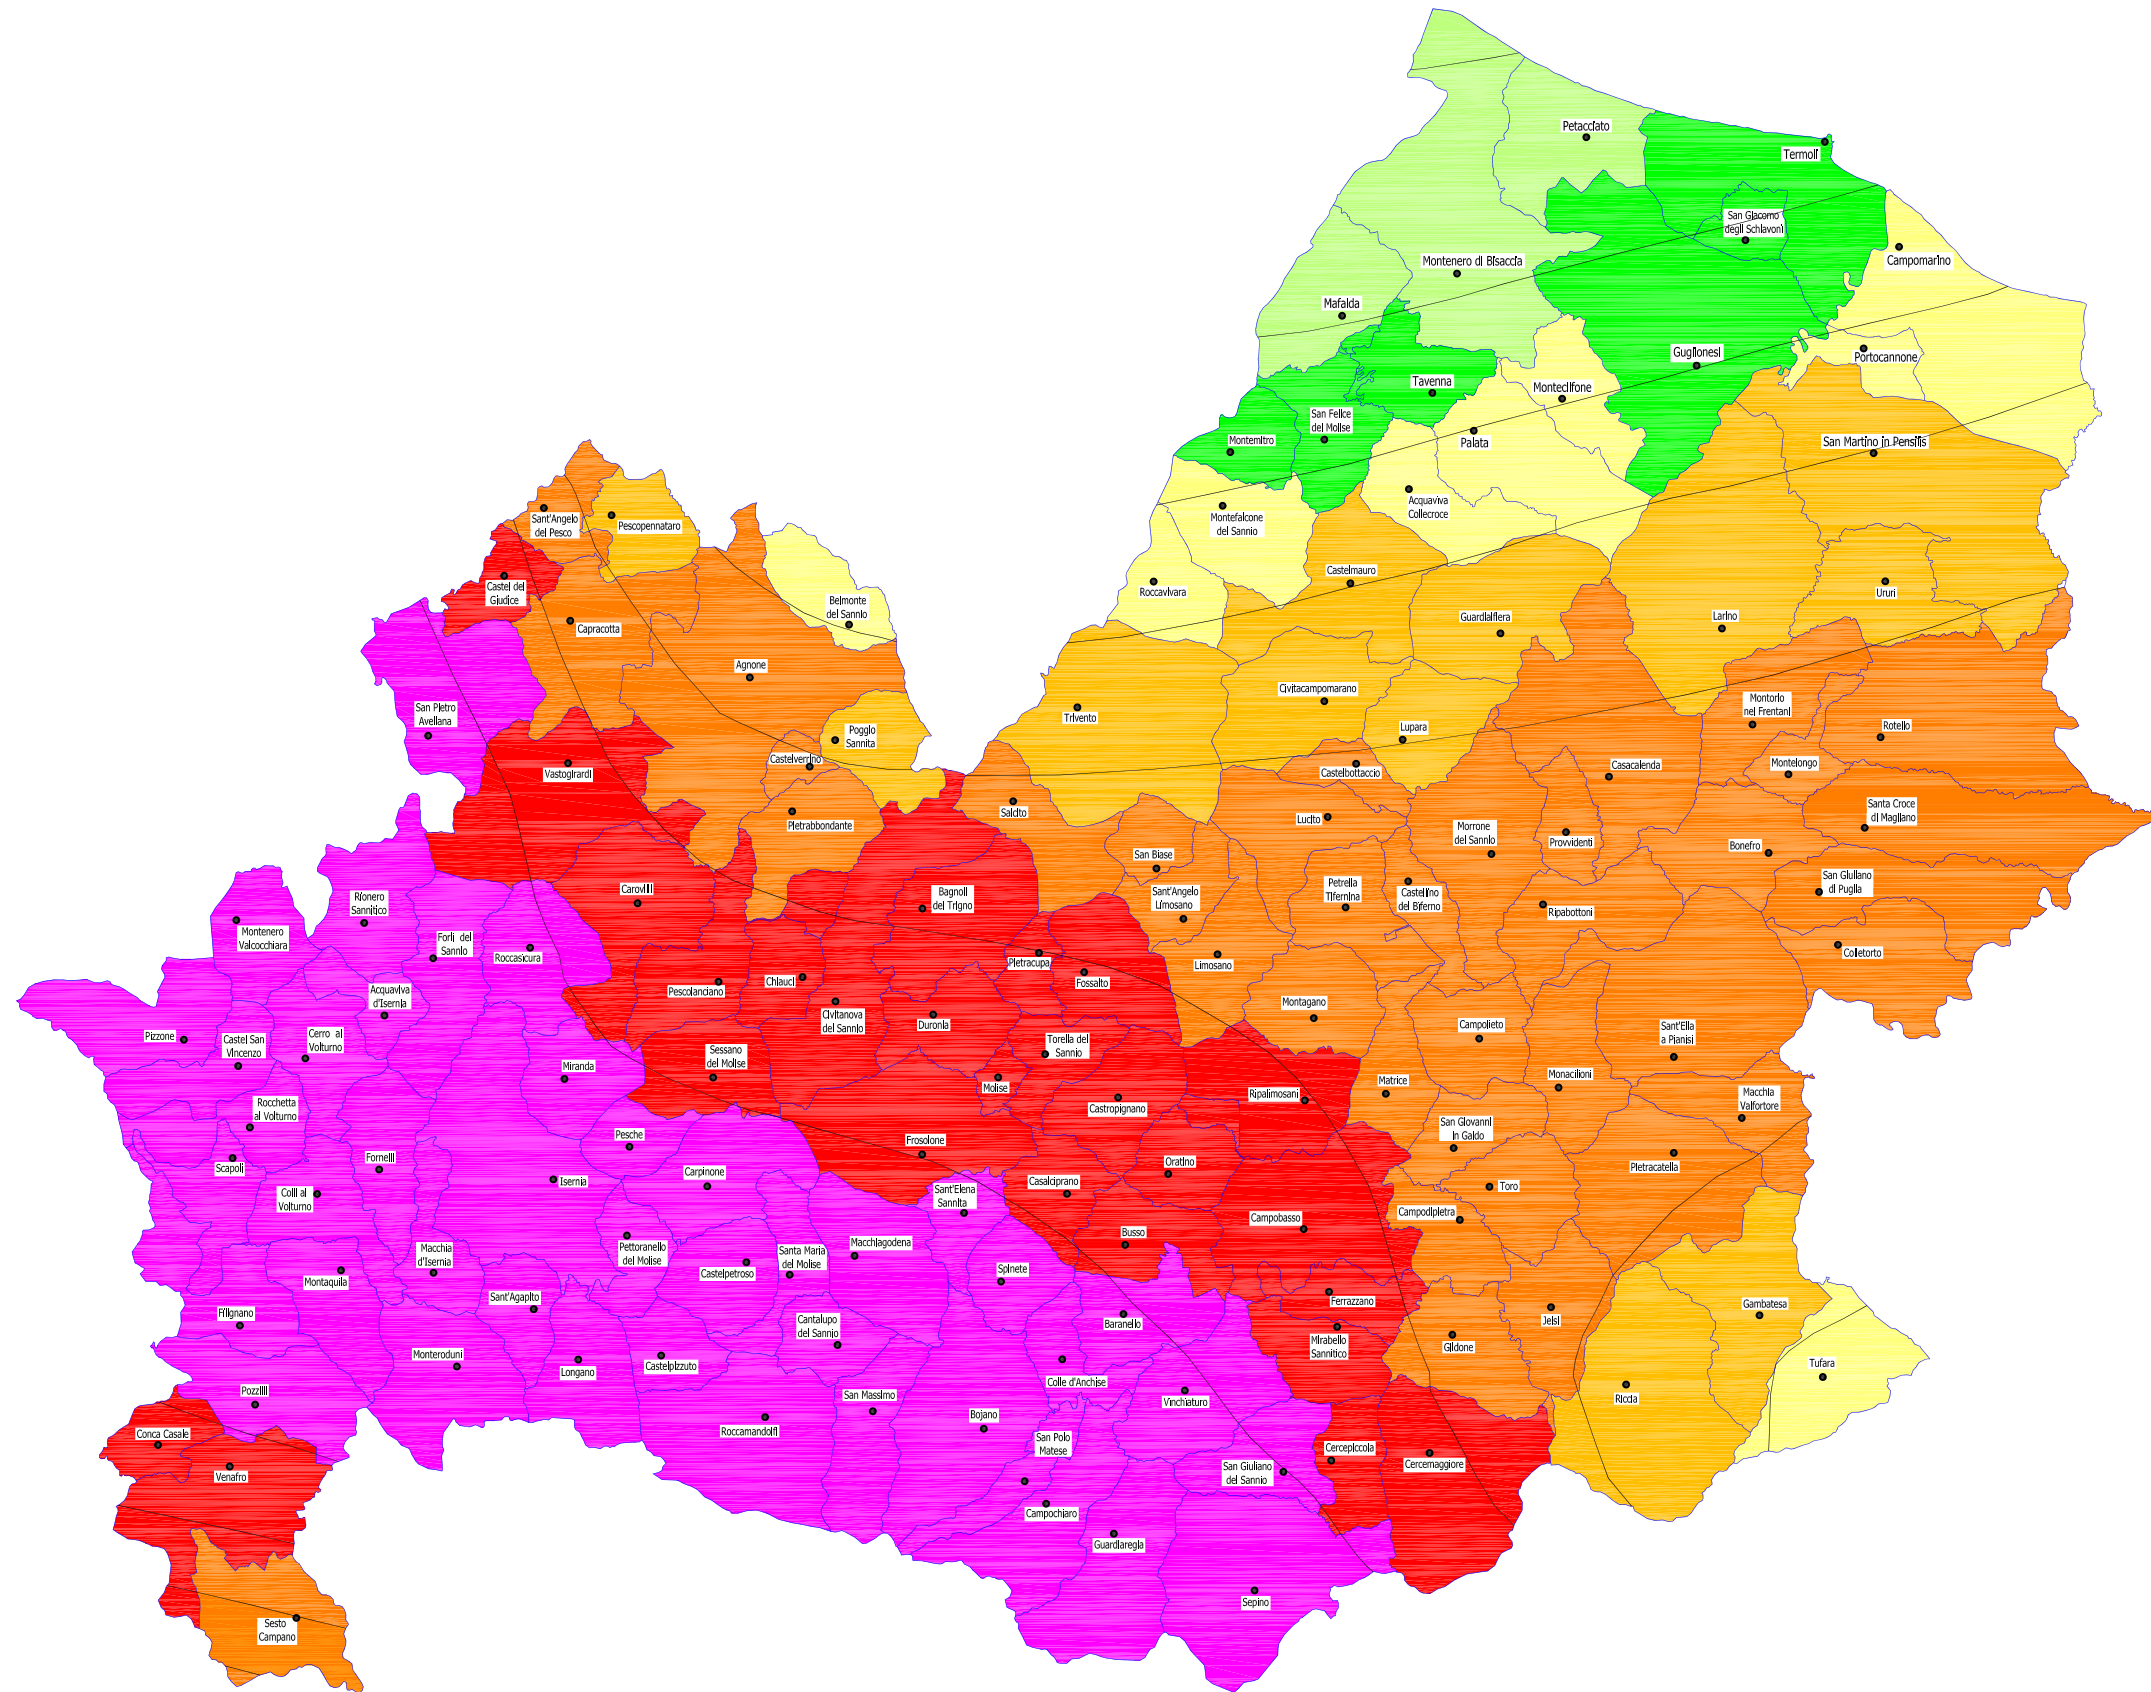 Petacciato
Termoli
San Giacomo
degli Schiavoni
Campomarino
Montenero di Bisaccia
Mafalda
Guglionesi
Portocannone
Tavenna
Montecilfone
San Felice
del Molise
Montemitro
Palata
San Martino in Pensilis
Acquaviva
Collecroce
Montefalcone
del Sannio
Sant'Angelo
del Pesco
Pescopennataro
Castel del
Giudice
Roccavivara
Castelmauro
Ururi
Belmonte
del Sannio
Capracotta
Guardialfiera
Larino
Agnone
Civitacampomarano
Montorio
nei Frentani
San Pietro
Avellana
Trivento
Lupara
Rotello
Poggio
Sannita
Castelverrino
Vastogirardi
Castelbottaccio
Casacalenda
Montelongo
Salcito
Santa Croce
di Magliano
Pietrabbondante
Lucito
Morrone
del Sannio
Provvidenti
Bonefro
San Biase
San Giuliano
di Puglia
Carovilli
Bagnoli
del Trigno
Sant'Angelo
Limosano
Petrella
Tifernina
Castellino
del Biferno
Ripabottoni
Rionero
Sannitico
Montenero
Valcocchiara
Forli del
Sannio
Roccasicura
Colletorto
Pietracupa
Limosano
Fossalto
Chiauci
Pescolanciano
Acquaviva
d'Isernia
Civitanova
del Sannio
Duronia
Montagano
Campolieto
Sant'Elia
a Pianisi
Pizzone
Castel San
Vincenzo
Cerro al
Volturno
Torella del
Sannio
Sessano
del Molise
Miranda
Molise
Matrice
Monacilioni
Macchia
Valfortore
Ripalimosani
Castropignano
Rocchetta
al Volturno
San Giovanni
in Galdo
Pesche
Frosolone
Pietracatella
Scapoli
Fornelli
Carpinone
Isernia
Oratino
Toro
Colli al
Volturno
Sant'Elena
Sannita
Casalciprano
Campodipietra
Campobasso
Busso
Macchia
d'Isernia
Pettoranello
del Molise
Santa Maria
del Molise
Macchiagodena
Castelpetroso
Spinete
Montaquila
Sant'Agapito
Ferrazzano
Gambatesa
Filignano
Cantalupo
del Sannio
Baranello
Mirabello
Sannitico
Gildone
Jelsi
Monteroduni
Longano
Castelpizzuto
Colle d'Anchise
Tufara
Pozzilli
San Massimo
Vinchiaturo
Riccia
Roccamandolfi
Bojano
San Polo
Matese
Conca Casale
Venafro
San Giuliano
del Sannio
Cercepiccola
Cercemaggiore
Campochiaro
Guardiaregia
Sepino
Sesto
Campano